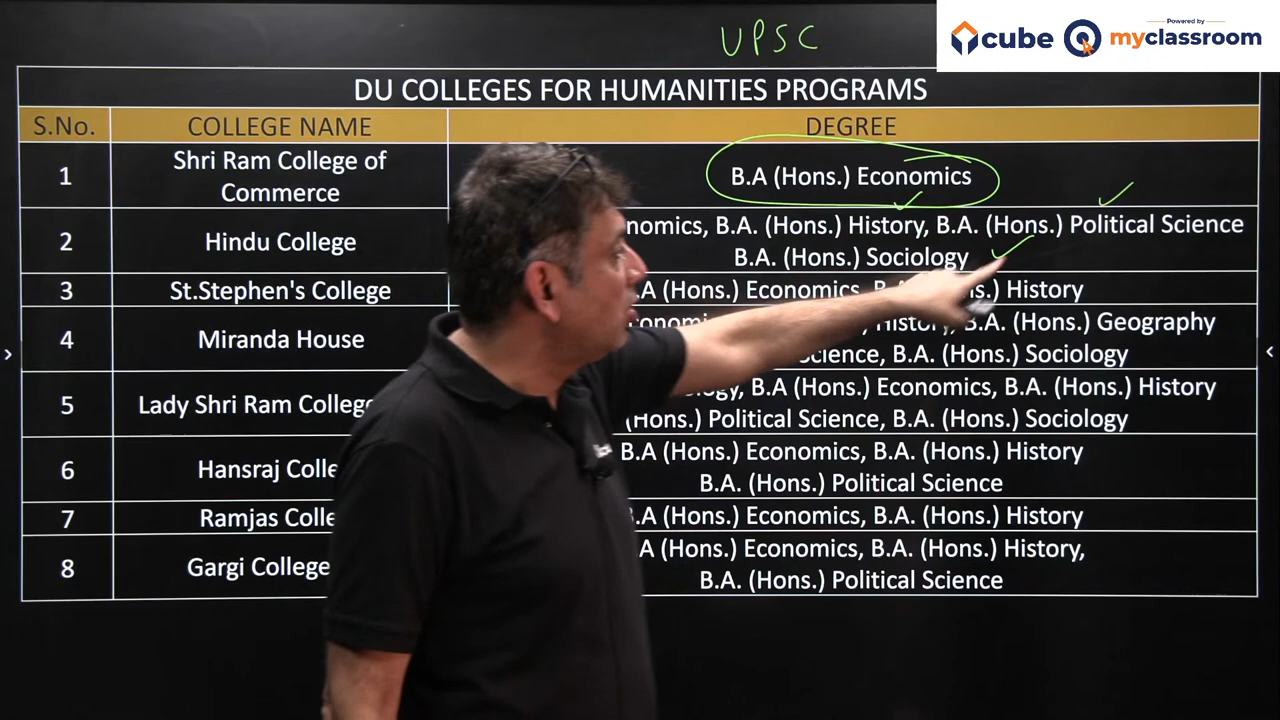 UPSC
Powered by
cube
myclassroom
DU COLLEGES FOR HUMANITIES PROGRAMS
S.No. COLLEGE NAME DEGREE
1 Shri Ram College of Commerce B.A (Hons.) Economics
2 Hindu College B.A. (Hons.) History, B.A. (Hons.) Political Science
B.A. (Hons.) Sociology
3 St.Stephen's College (Hons.) Economics, History
4 Miranda House B.A. (Hons.) Geography
B.A. (Hons.) Sociology
5 Lady Shri Ram College B.A (Hons.) Economics, B.A. (Hons.) History
(Hons.) Political Science, B.A. (Hons.) Sociology
6 Hansraj B.A (Hons.) Economics, B.A. (Hons.) History
B.A. (Hons.) Political Science
7 Ramjas (Hons.) Economics, B.A. (Hons.) History
8 Gargi College (Hons.) Economics, B.A. (Hons.) History,
B.A. (Hons.) Political Science